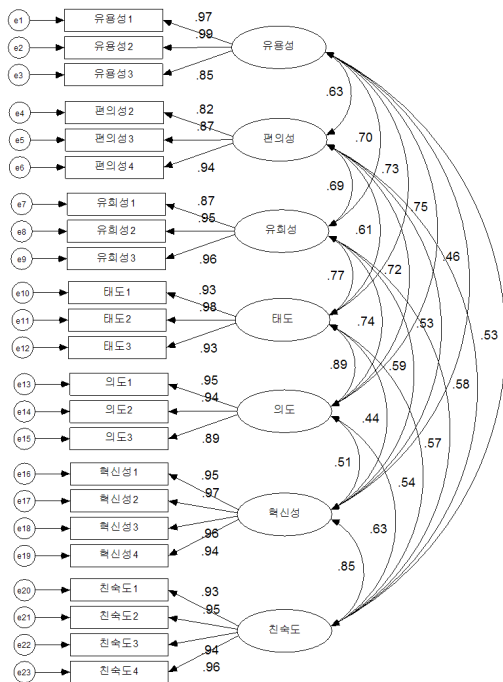 e1 유용성1 .97
e2 유용성2 .99 유용성
e3 유용성3 .85
.63
e4 편의성2 .82
e5 편의성3 .87 편의성 .70 .73 .75 .46 .53
e6 편의성4 .94
.69
e7 유희성1 .87
e8 유희성2 .95 유희성 .61 .72 .53 .58
e9 유희성3 .96
.77
e10 태도1 .93
e11 태도2 .98 태도 .74 .59 .57
e12 태도3 .93
.89
e13 의도1 .95
e14 의도2 .94 의도 .44 .54
e15 의도3 .89
.51
e16 혁신성1 .95
e17 혁신성2 .97 혁신성 .63
e18 혁신성3 .96
e19 혁신성4 .94
.85
e20 친숙도1 .93
e21 친숙도2 .95 친숙도
e22 친숙도3 .94
e23 친숙도4 .96